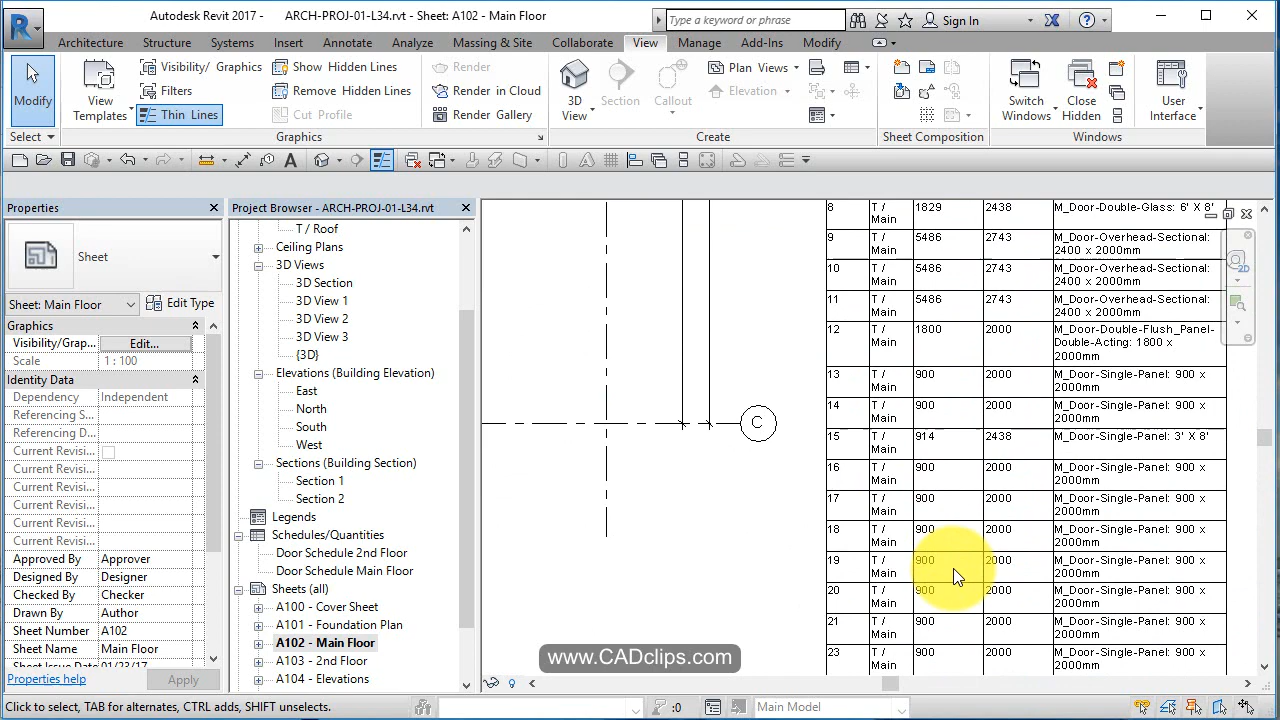 Autodesk Revit 2017 - ARCH-PROJ-01-L34.rvt - Sheet: A102 - Main Floor
Type a keyword or phrase
Sign In
Architecture Structure Systems Insert Annotate Analyze Massing & Site Collaborate View Manage Add-Ins Modify
Modify
View Templates
Visibility/ Graphics
Filters
Thin Lines
Show Hidden Lines
Remove Hidden Lines
Cut Profile
Render
Render in Cloud
Render Gallery
3D View
Section
Callout
Plan Views
Elevation
Switch Windows
Close Hidden
User Interface
Select
Graphics
Create
Sheet Composition
Windows
Properties
Sheet
Sheet: Main Floor
Edit Type
Graphics
Visibility/Grap... Edit...
Scale 1 : 100
Identity Data
Dependency Independent
Referencing S...
Referencing D...
Current Revisi...
Current Revisi...
Current Revisi...
Current Revisi...
Current Revisi...
Current Revisi...
Approved By Approver
Designed By Designer
Checked By Checker
Drawn By Author
Sheet Number A102
Sheet Name Main Floor
Sheet Issue Date 01/23/17
Properties help
Apply
Project Browser - ARCH-PROJ-01-L34.rvt
T / Roof
Ceiling Plans
3D Views
3D Section
3D View 1
3D View 2
3D View 3
{3D}
Elevations (Building Elevation)
East
North
South
West
Sections (Building Section)
Section 1
Section 2
Legends
Schedules/Quantities
Door Schedule 2nd Floor
Door Schedule Main Floor
Sheets (all)
A100 - Cover Sheet
A101 - Foundation Plan
A102 - Main Floor
A103 - 2nd Floor
A104 - Elevations
C
8 T / Main 1829 2438 M_Door-Double-Glass: 6' X 8'
9 T / Main 5486 2743 M_Door-Overhead-Sectional: 2400 x 2000mm
10 T / Main 5486 2743 M_Door-Overhead-Sectional: 2400 x 2000mm
11 T / Main 5486 2743 M_Door-Overhead-Sectional: 2400 x 2000mm
12 T / Main 1800 2000 M_Door-Double-Flush_Panel-Double-Acting: 1800 x 2000mm
13 T / Main 900 2000 M_Door-Single-Panel: 900 x 2000mm
14 T / Main 900 2000 M_Door-Single-Panel: 900 x 2000mm
15 T / Main 914 2438 M_Door-Single-Panel: 3' X 8'
16 T / Main 900 2000 M_Door-Single-Panel: 900 x 2000mm
17 T / Main 900 2000 M_Door-Single-Panel: 900 x 2000mm
18 T / Main 900 2000 M_Door-Single-Panel: 900 x 2000mm
19 T / Main 900 2000 M_Door-Single-Panel: 900 x 2000mm
20 T / Main 900 2000 M_Door-Single-Panel: 900 x 2000mm
21 T / Main 900 2000 M_Door-Single-Panel: 900 x 2000mm
23 T / Main 900 2000 M_Door-Single-Panel: 900 x 2000mm
2D
www.CADclips.com
Click to select, TAB for alternates, CTRL adds, SHIFT unselects.
:0
Main Model